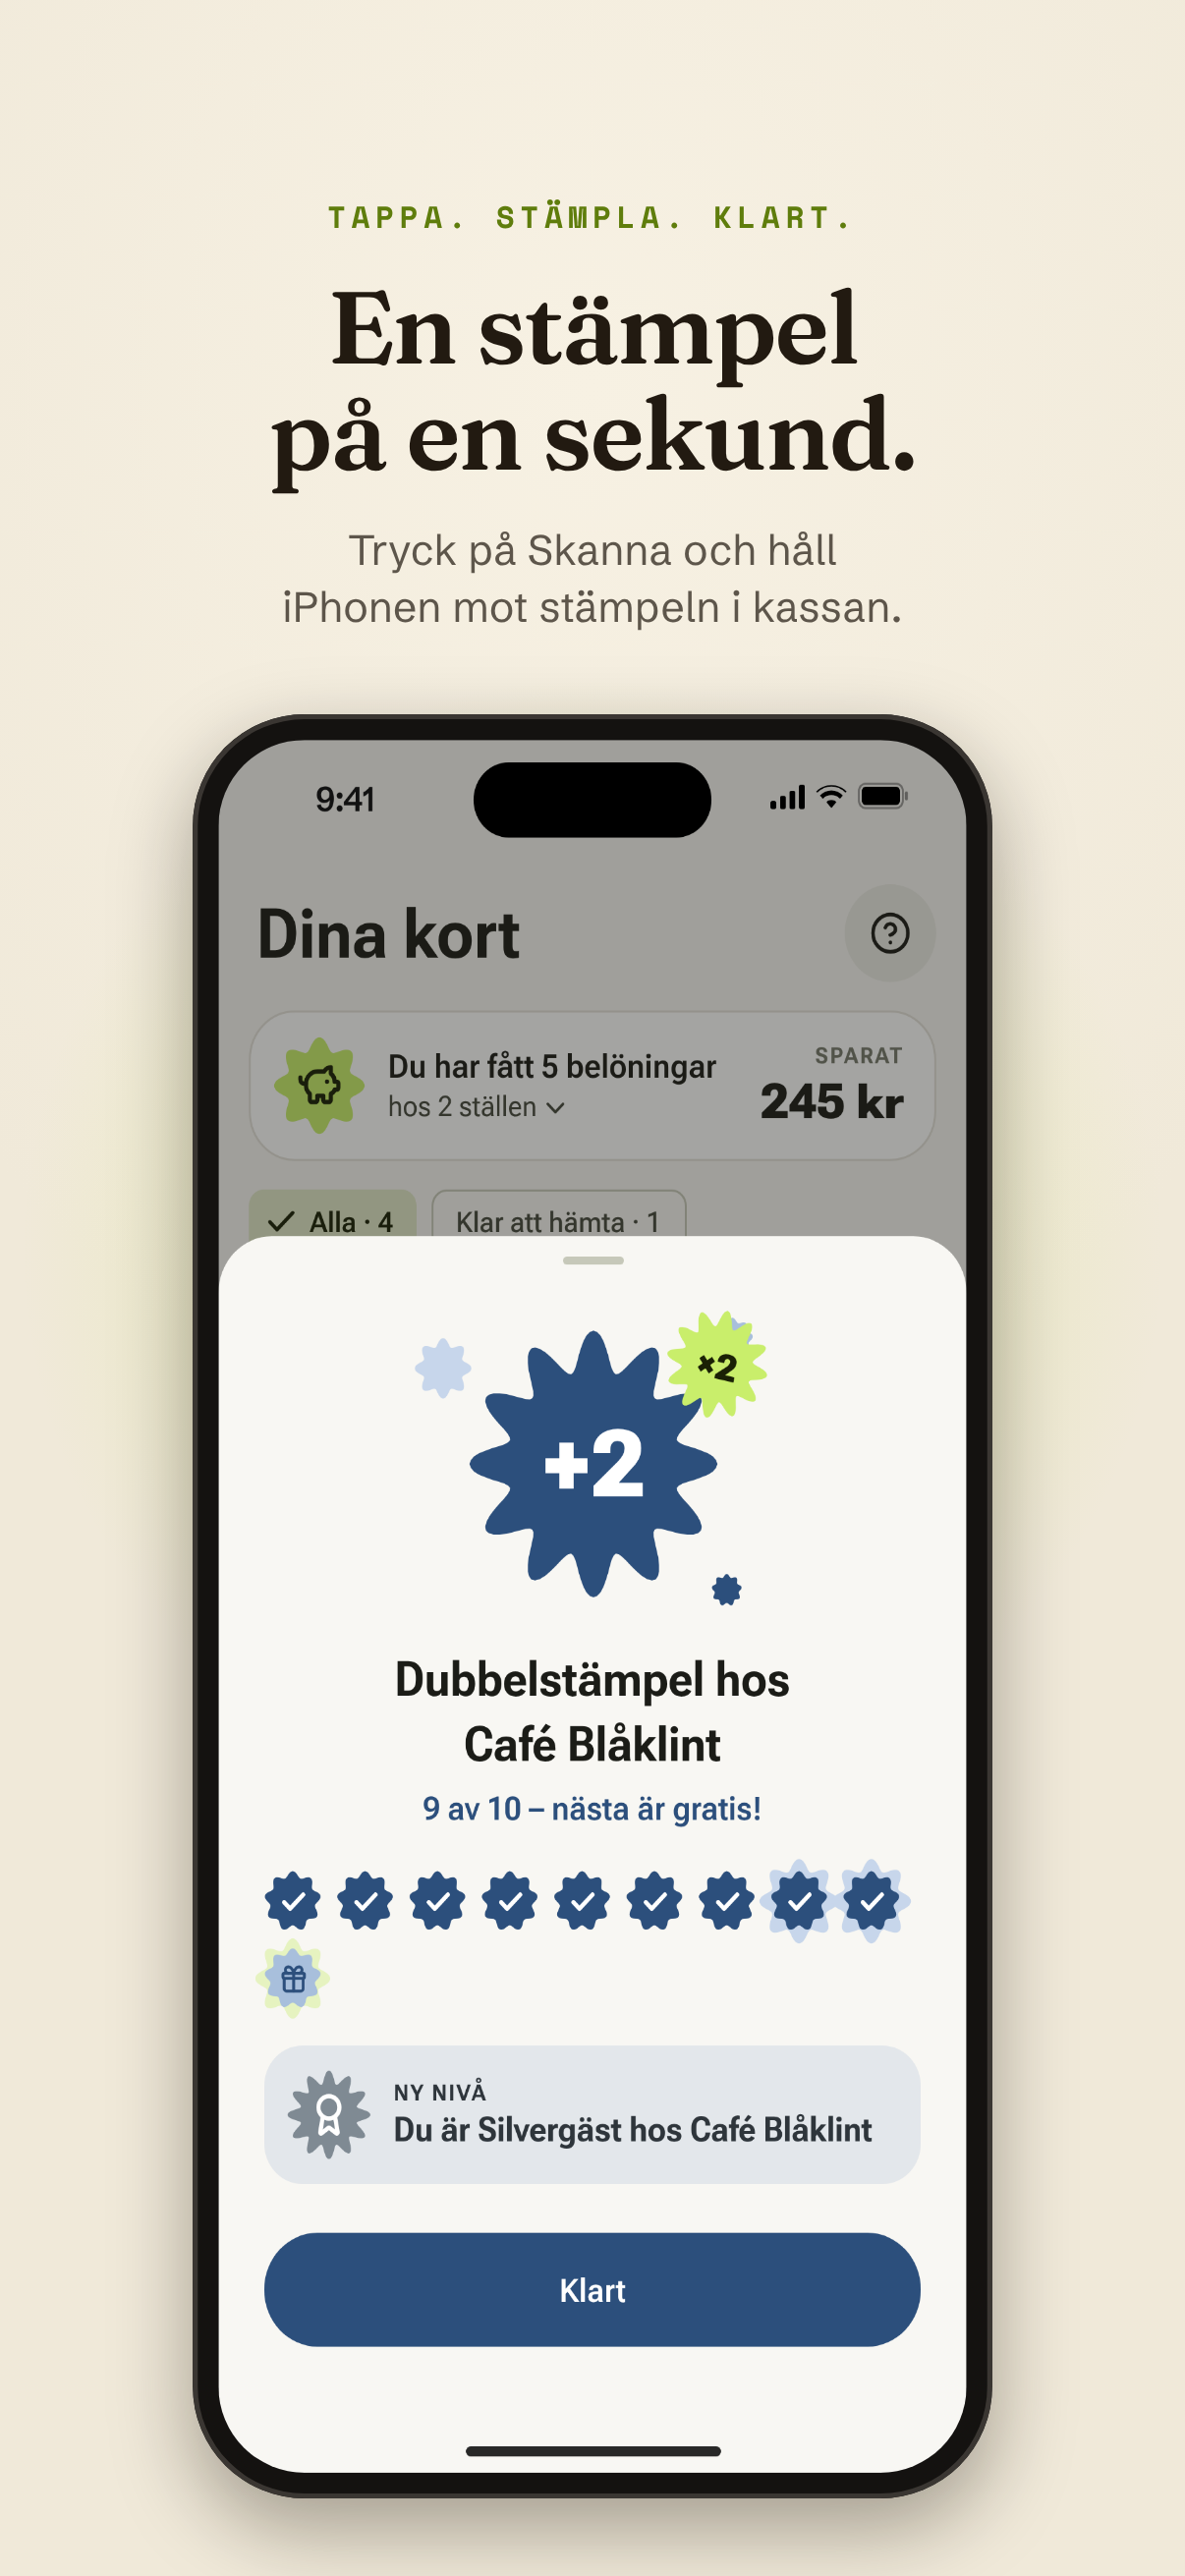 TAPPA. STÄMPLA. KLART.
En stämpel
på en sekund.
Tryck på Skanna och håll
iPhonen mot stämpeln i kassan.
9:41
Dina kort
Du har fått 5 belöningar
hos 2 ställen
SPARAT
245 kr
Alla · 4
Klar att hämta · 1
+2
×2
Dubbelstämpel hos
Café Blåklint
9 av 10 – nästa är gratis!
NY NIVÅ
Du är Silvergäst hos Café Blåklint
Klart